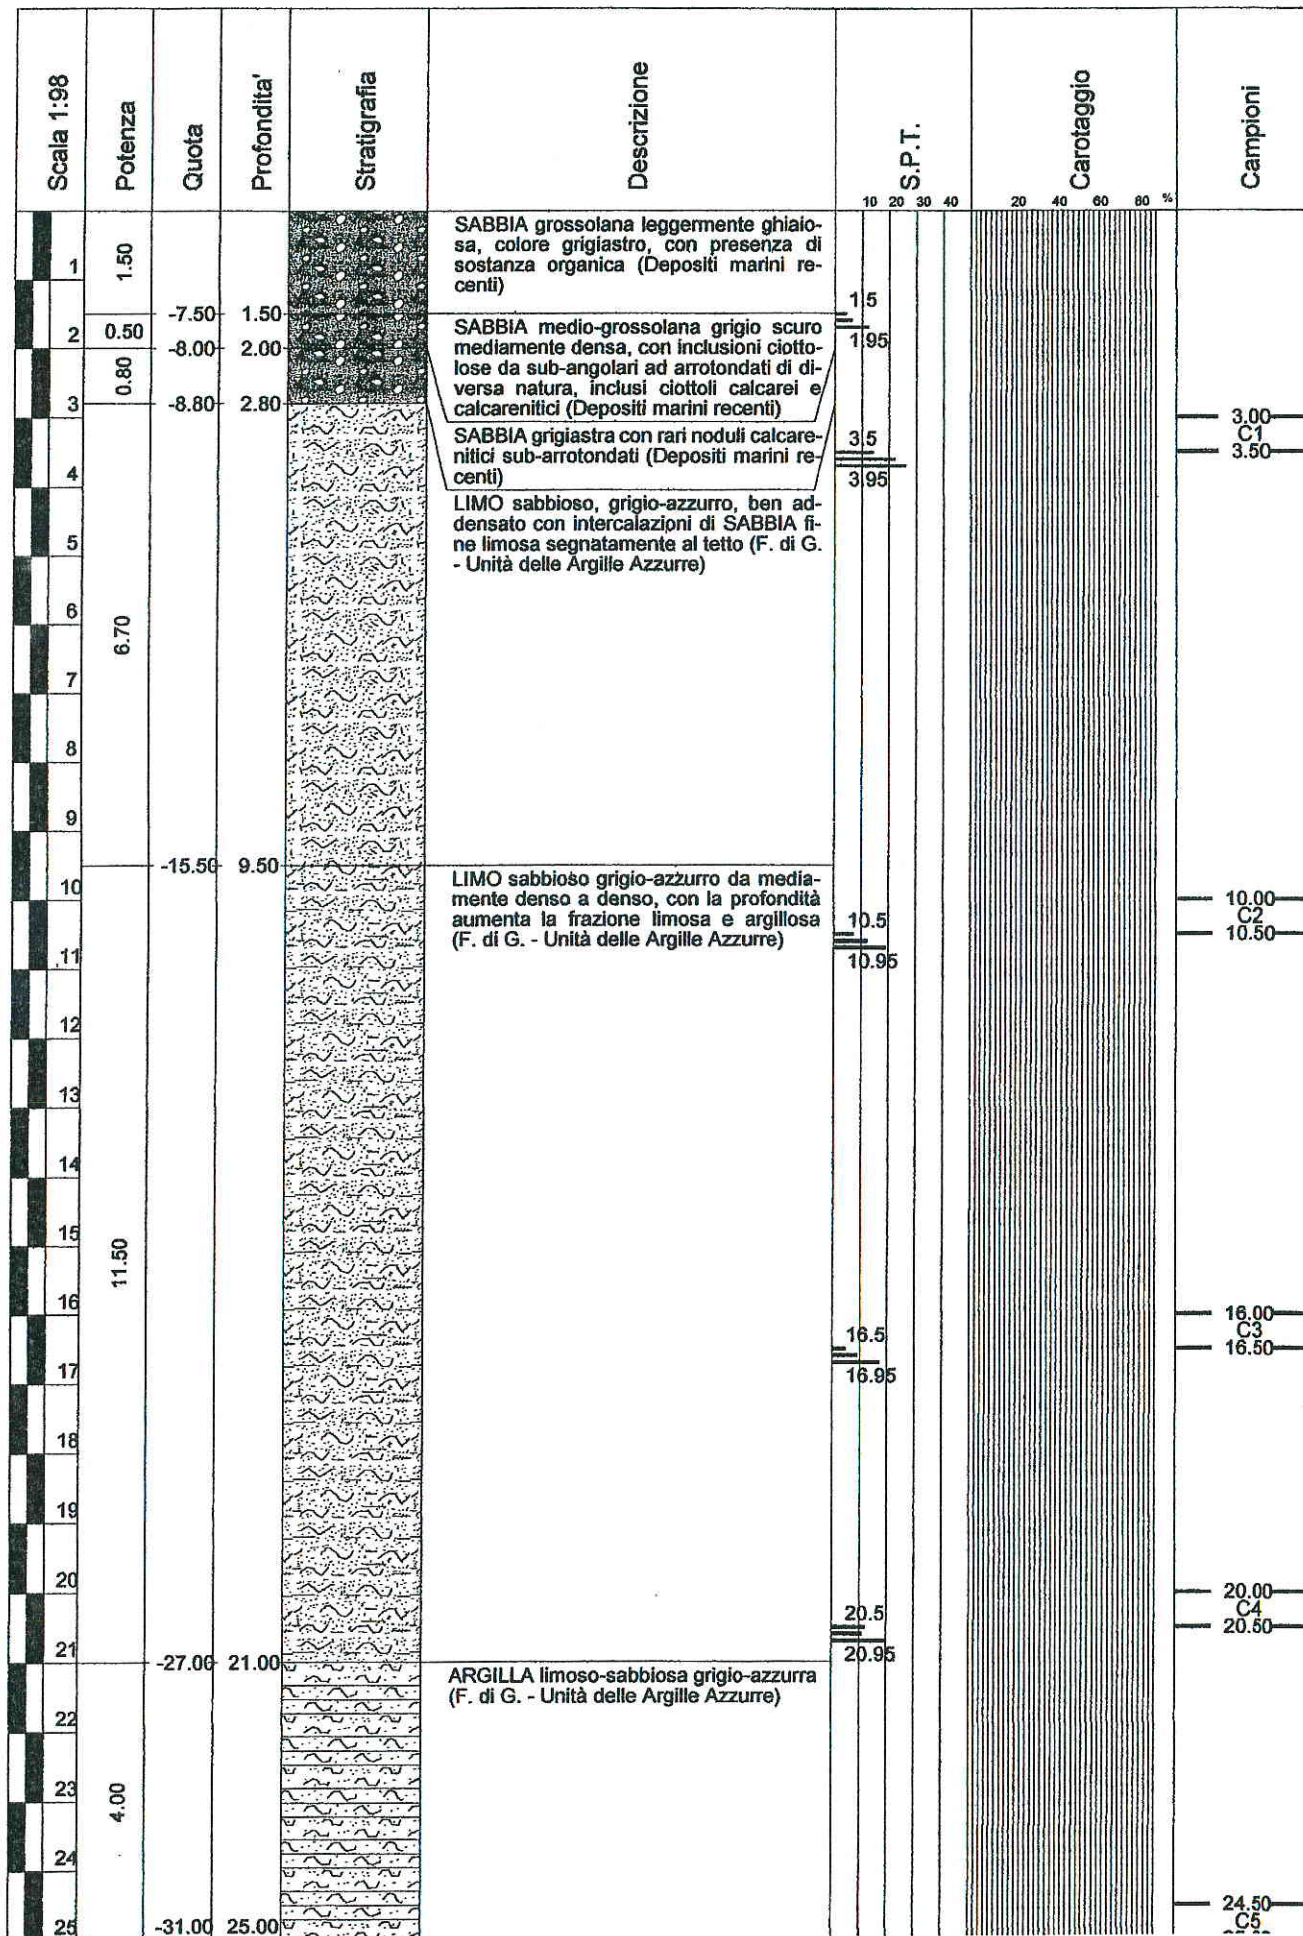 Scala 1:98
Potenza
Quota
Profondita'
Stratigrafia
Descrizione
S.P.T.
Carotaggio
Campioni
10 20 30 40
20 40 60 80 %
SABBIA grossolana leggermente ghiaio-
sa, colore grigiastro, con presenza di
sostanza organica (Depositi marini re-
centi)
1
1.50
-7.50 1.50
1.5
1.95
2
0.50
-8.00 2.00
SABBIA medio-grossolana grigio scuro
mediamente densa, con inclusioni ciotto-
lose da sub-angolari ad arrotondati di di-
versa natura, inclusi ciottoli calcarei e
calcarenitici (Depositi marini recenti)
0.80
3
-8.80 2.80
3.00
C1
3.50
SABBIA grigiastra con rari noduli calcare-
nitici sub-arrotondati (Depositi marini re-
centi)
3.5
3.95
4
LIMO sabbioso, grigio-azzurro, ben ad-
densato con intercalazioni di SABBIA fi-
ne limosa segnatamente al tetto (F. di G.
- Unità delle Argille Azzurre)
5
6
6.70
7
8
9
-15.50 9.50
10
LIMO sabbioso grigio-azzurro da media-
mente denso a denso, con la profondità
aumenta la frazione limosa e argillosa
(F. di G. - Unità delle Argille Azzurre)
10.00
C2
10.50
10.5
10.95
11
12
13
14
15
11.50
16
16.00
C3
16.50
16.5
16.95
17
18
19
20
20.00
C4
20.50
20.5
20.95
21
-27.00 21.00
ARGILLA limoso-sabbiosa grigio-azzurra
(F. di G. - Unità delle Argille Azzurre)
22
23
4.00
24
24.50
C5
25
-31.00 25.00